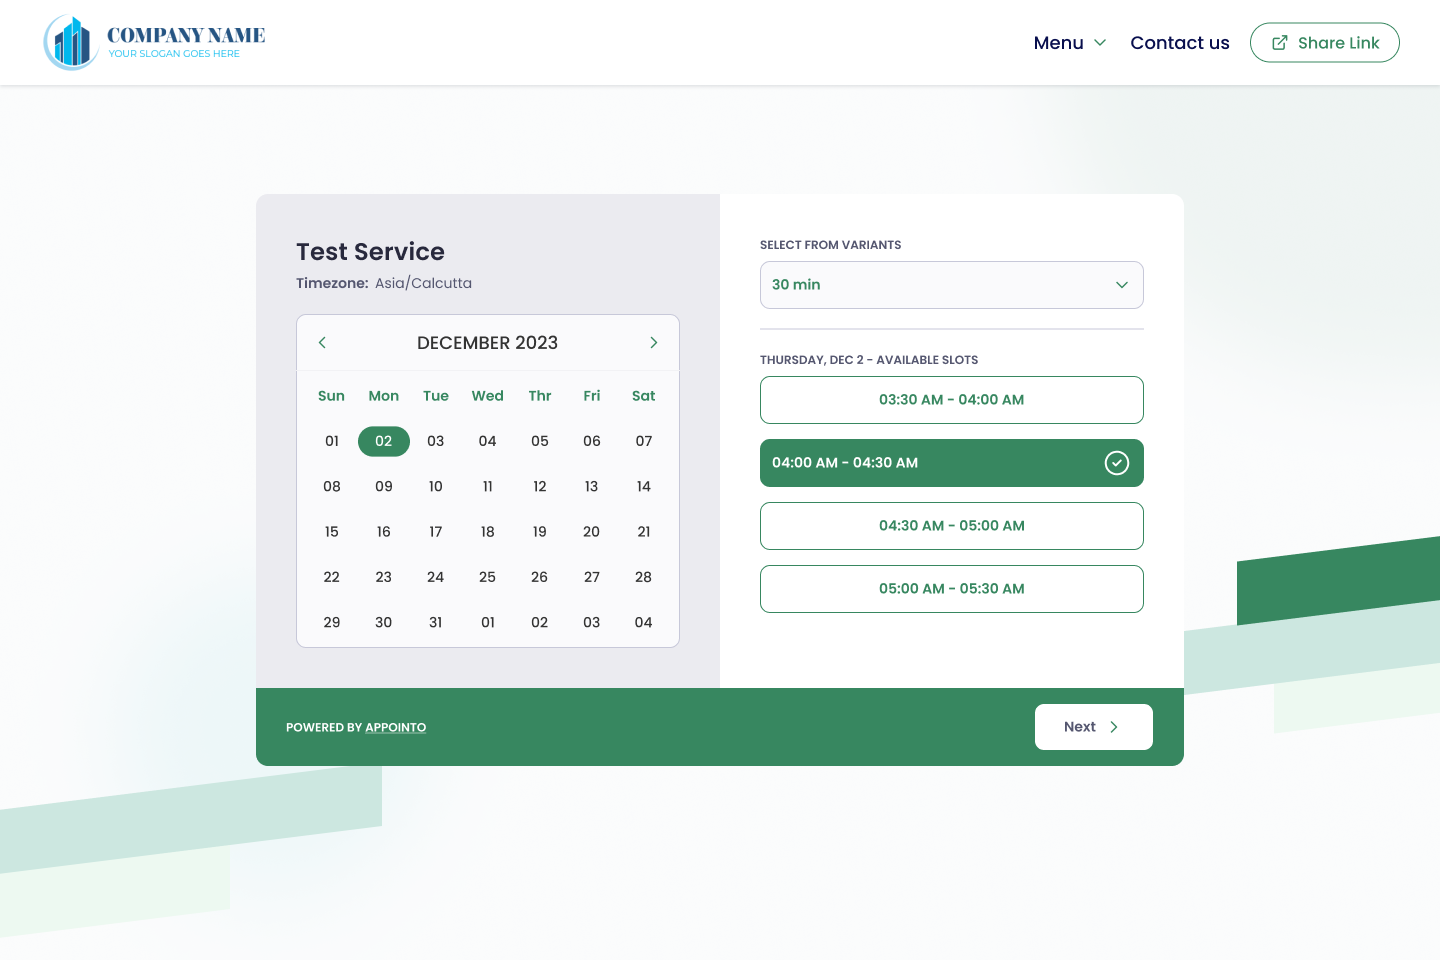 COMPANY NAME
YOUR SLOGAN GOES HERE
Menu
Contact us
Share Link
Test Service
Timezone: Asia/Calcutta
DECEMBER 2023
Sun Mon Tue Wed Thr Fri Sat
01 02 03 04 05 06 07
08 09 10 11 12 13 14
15 16 17 18 19 20 21
22 23 24 25 26 27 28
29 30 31 01 02 03 04
SELECT FROM VARIANTS
30 min
THURSDAY, DEC 2 - AVAILABLE SLOTS
03:30 AM - 04:00 AM
04:00 AM - 04:30 AM
04:30 AM - 05:00 AM
05:00 AM - 05:30 AM
POWERED BY APPOINTO
Next